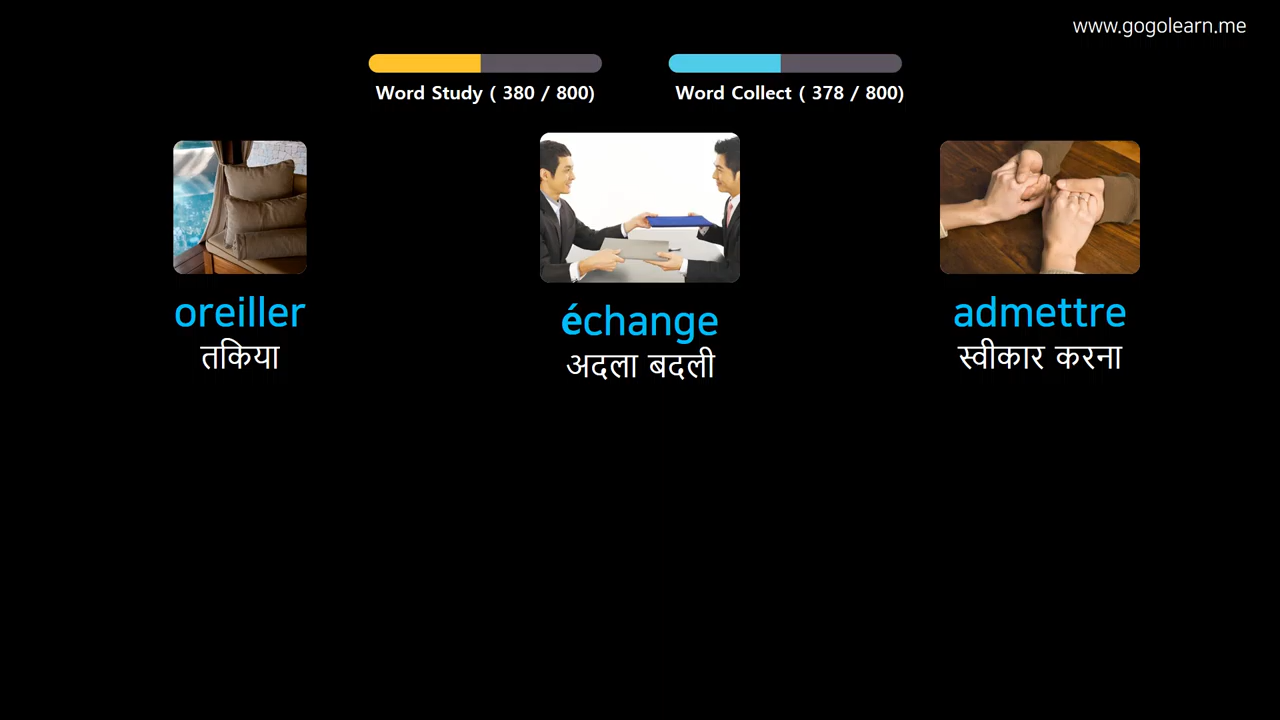 www.gogolearn.me
Word Study ( 380 / 800)
Word Collect ( 378 / 800)
oreiller
तकिया
échange
अदला बदली
admettre
स्वीकार करना